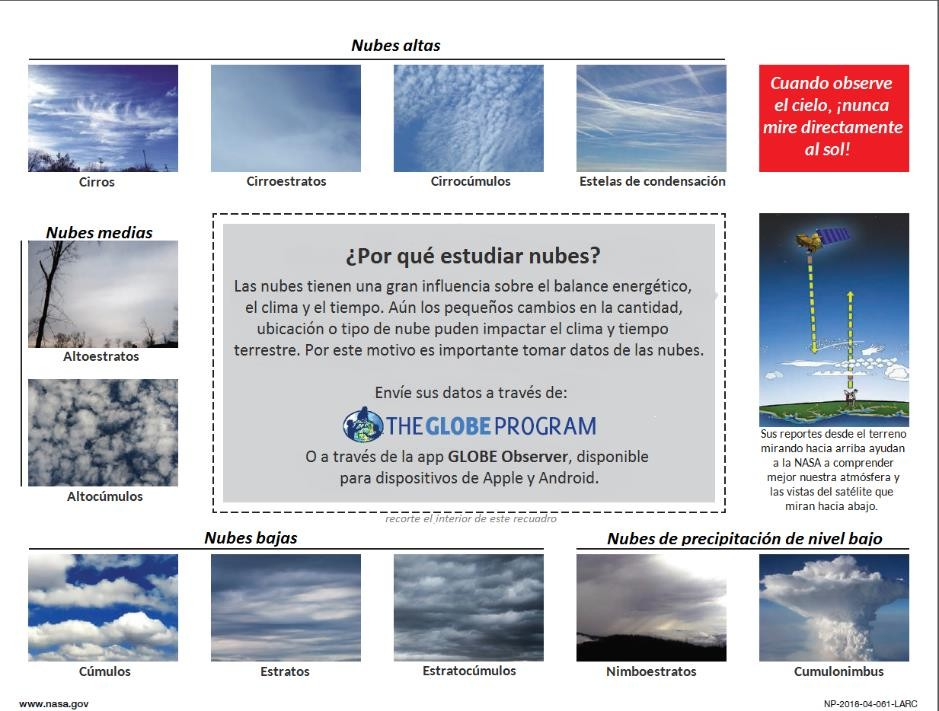 Nubes altas
Cirros
Cirroestratos
Cirrocúmulos
Estelas de condensación
Cuando observe
el cielo, ¡nunca
mire directamente
al sol!
Nubes medias
Altoestratos
Altocúmulos
¿Por qué estudiar nubes?
Las nubes tienen una gran influencia sobre el balance energético,
el clima y el tiempo. Aún los pequeños cambios en la cantidad,
ubicación o tipo de nube puden impactar el clima y tiempo
terrestre. Por este motivo es importante tomar datos de las nubes.
Envíe sus datos a través de:
THE GLOBE PROGRAM
O a través de la app GLOBE Observer, disponible
para dispositivos de Apple y Android.
recorte el interior de este recuadro
Sus reportes desde el terreno
mirando hacia arriba ayudan
a la NASA a comprender
mejor nuestra atmósfera y
las vistas del satélite que
miran hacia abajo.
Nubes bajas
Cúmulos
Estratos
Estratocúmulos
Nubes de precipitación de nivel bajo
Nimboestratos
Cumulonimbus
www.nasa.gov
NP-2016-04-061-LARC